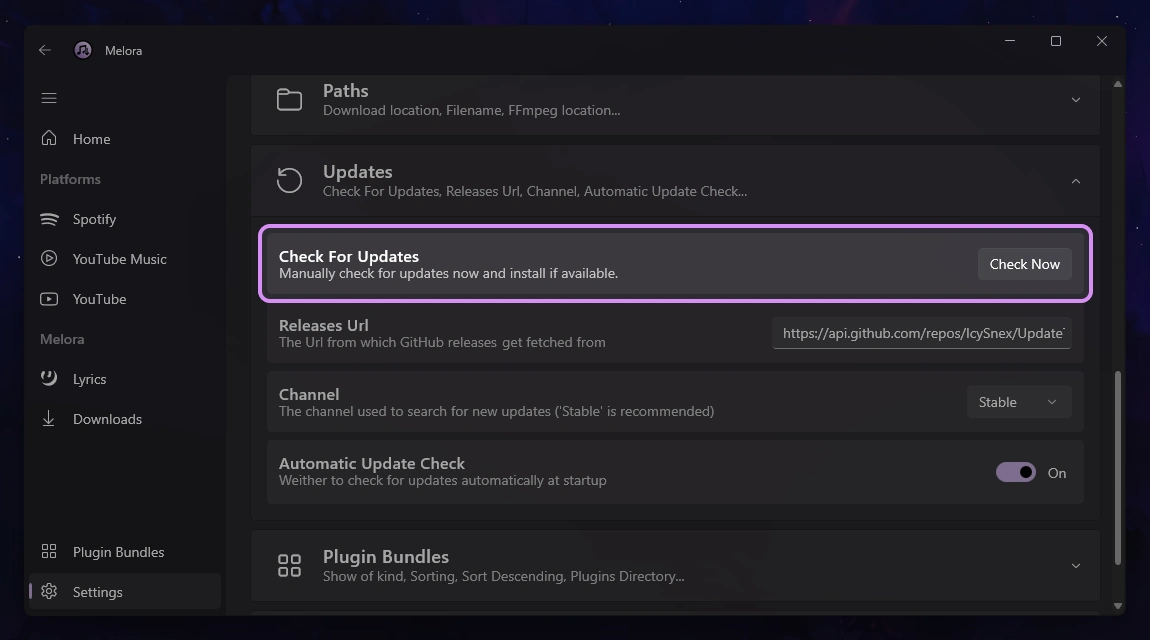 Melora
Home
Platforms
Spotify
YouTube Music
YouTube
Melora
Lyrics
Downloads
Plugin Bundles
Settings
Paths
Download location, Filename, FFmpeg location...
Updates
Check For Updates, Releases Url, Channel, Automatic Update Check...
Check For Updates
Manually check for updates now and install if available.
Check Now
Releases Url
The Url from which GitHub releases get fetched from
https://api.github.com/repos/IcySnex/Update
Channel
The channel used to search for new updates ('Stable' is recommended)
Stable
Automatic Update Check
Weither to check for updates automatically at startup
On
Plugin Bundles
Show of kind, Sorting, Sort Descending, Plugins Directory...